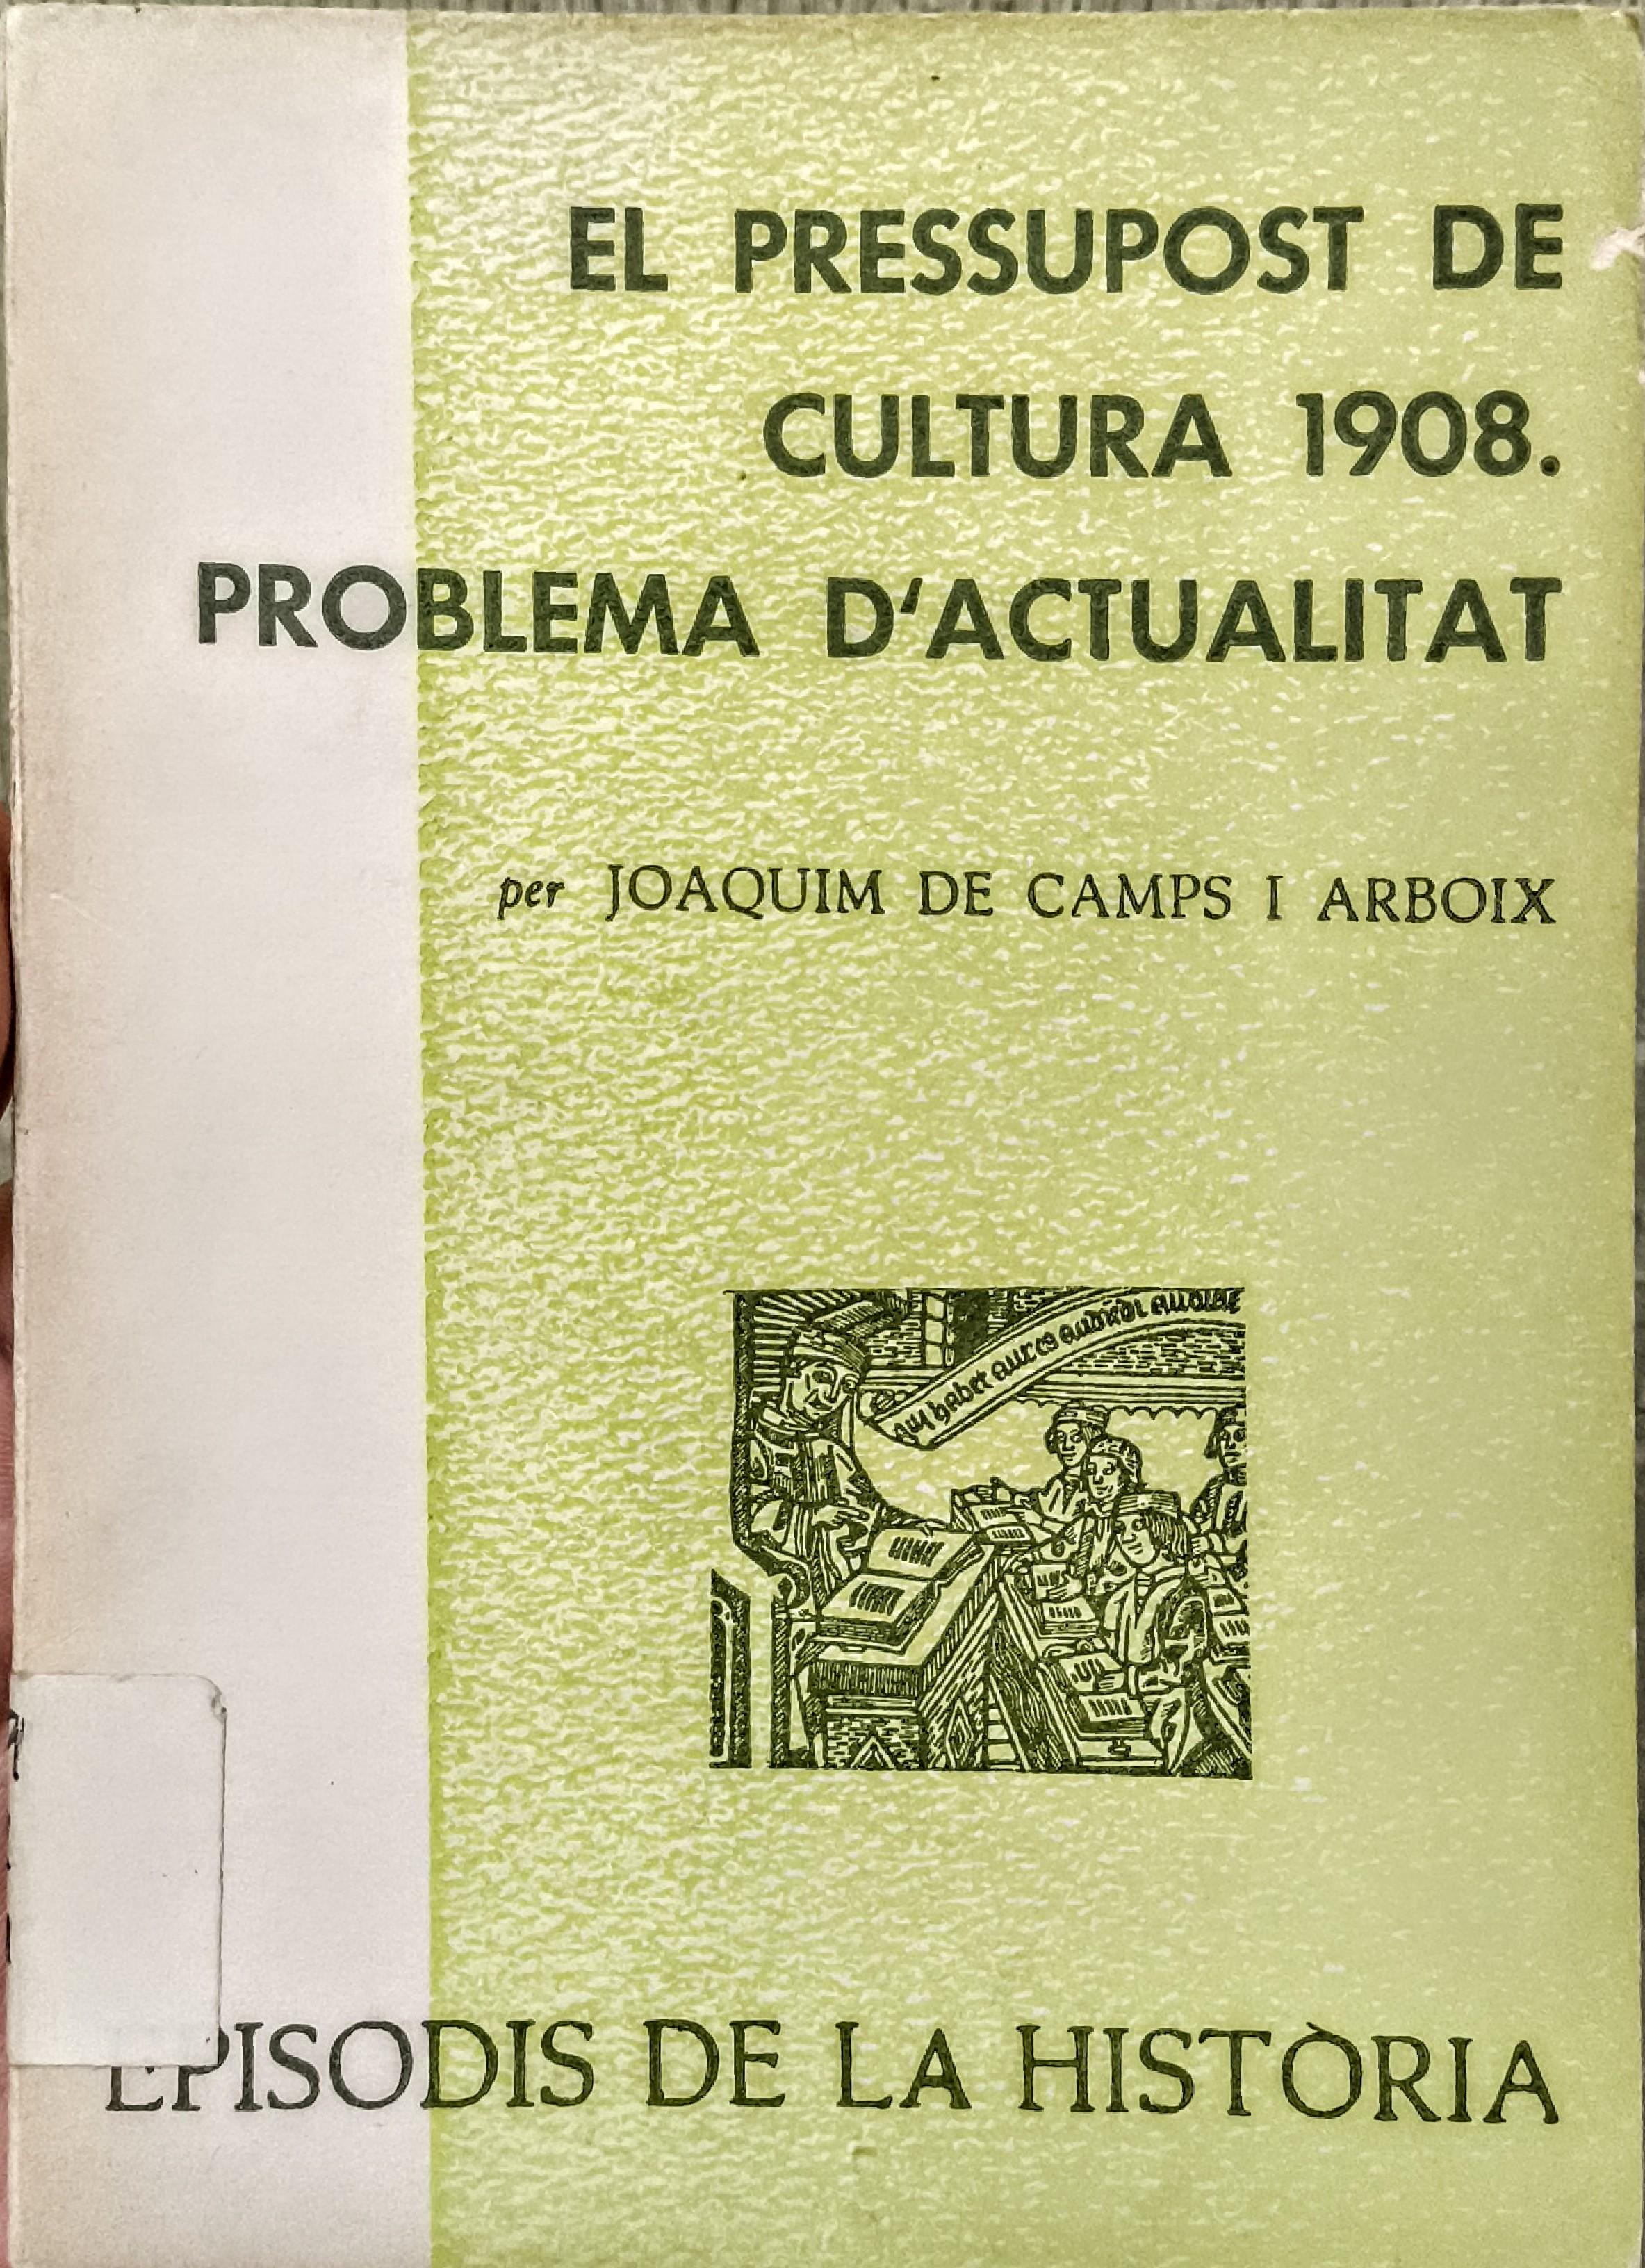 EL PRESSUPOST DE
CULTURA 1908.
PROBLEMA D'ACTUALITAT
per JOAQUIM DE CAMPS I ARBOIX
qui habet aures audiendi audiat
EPISODIS DE LA HISTÒRIA